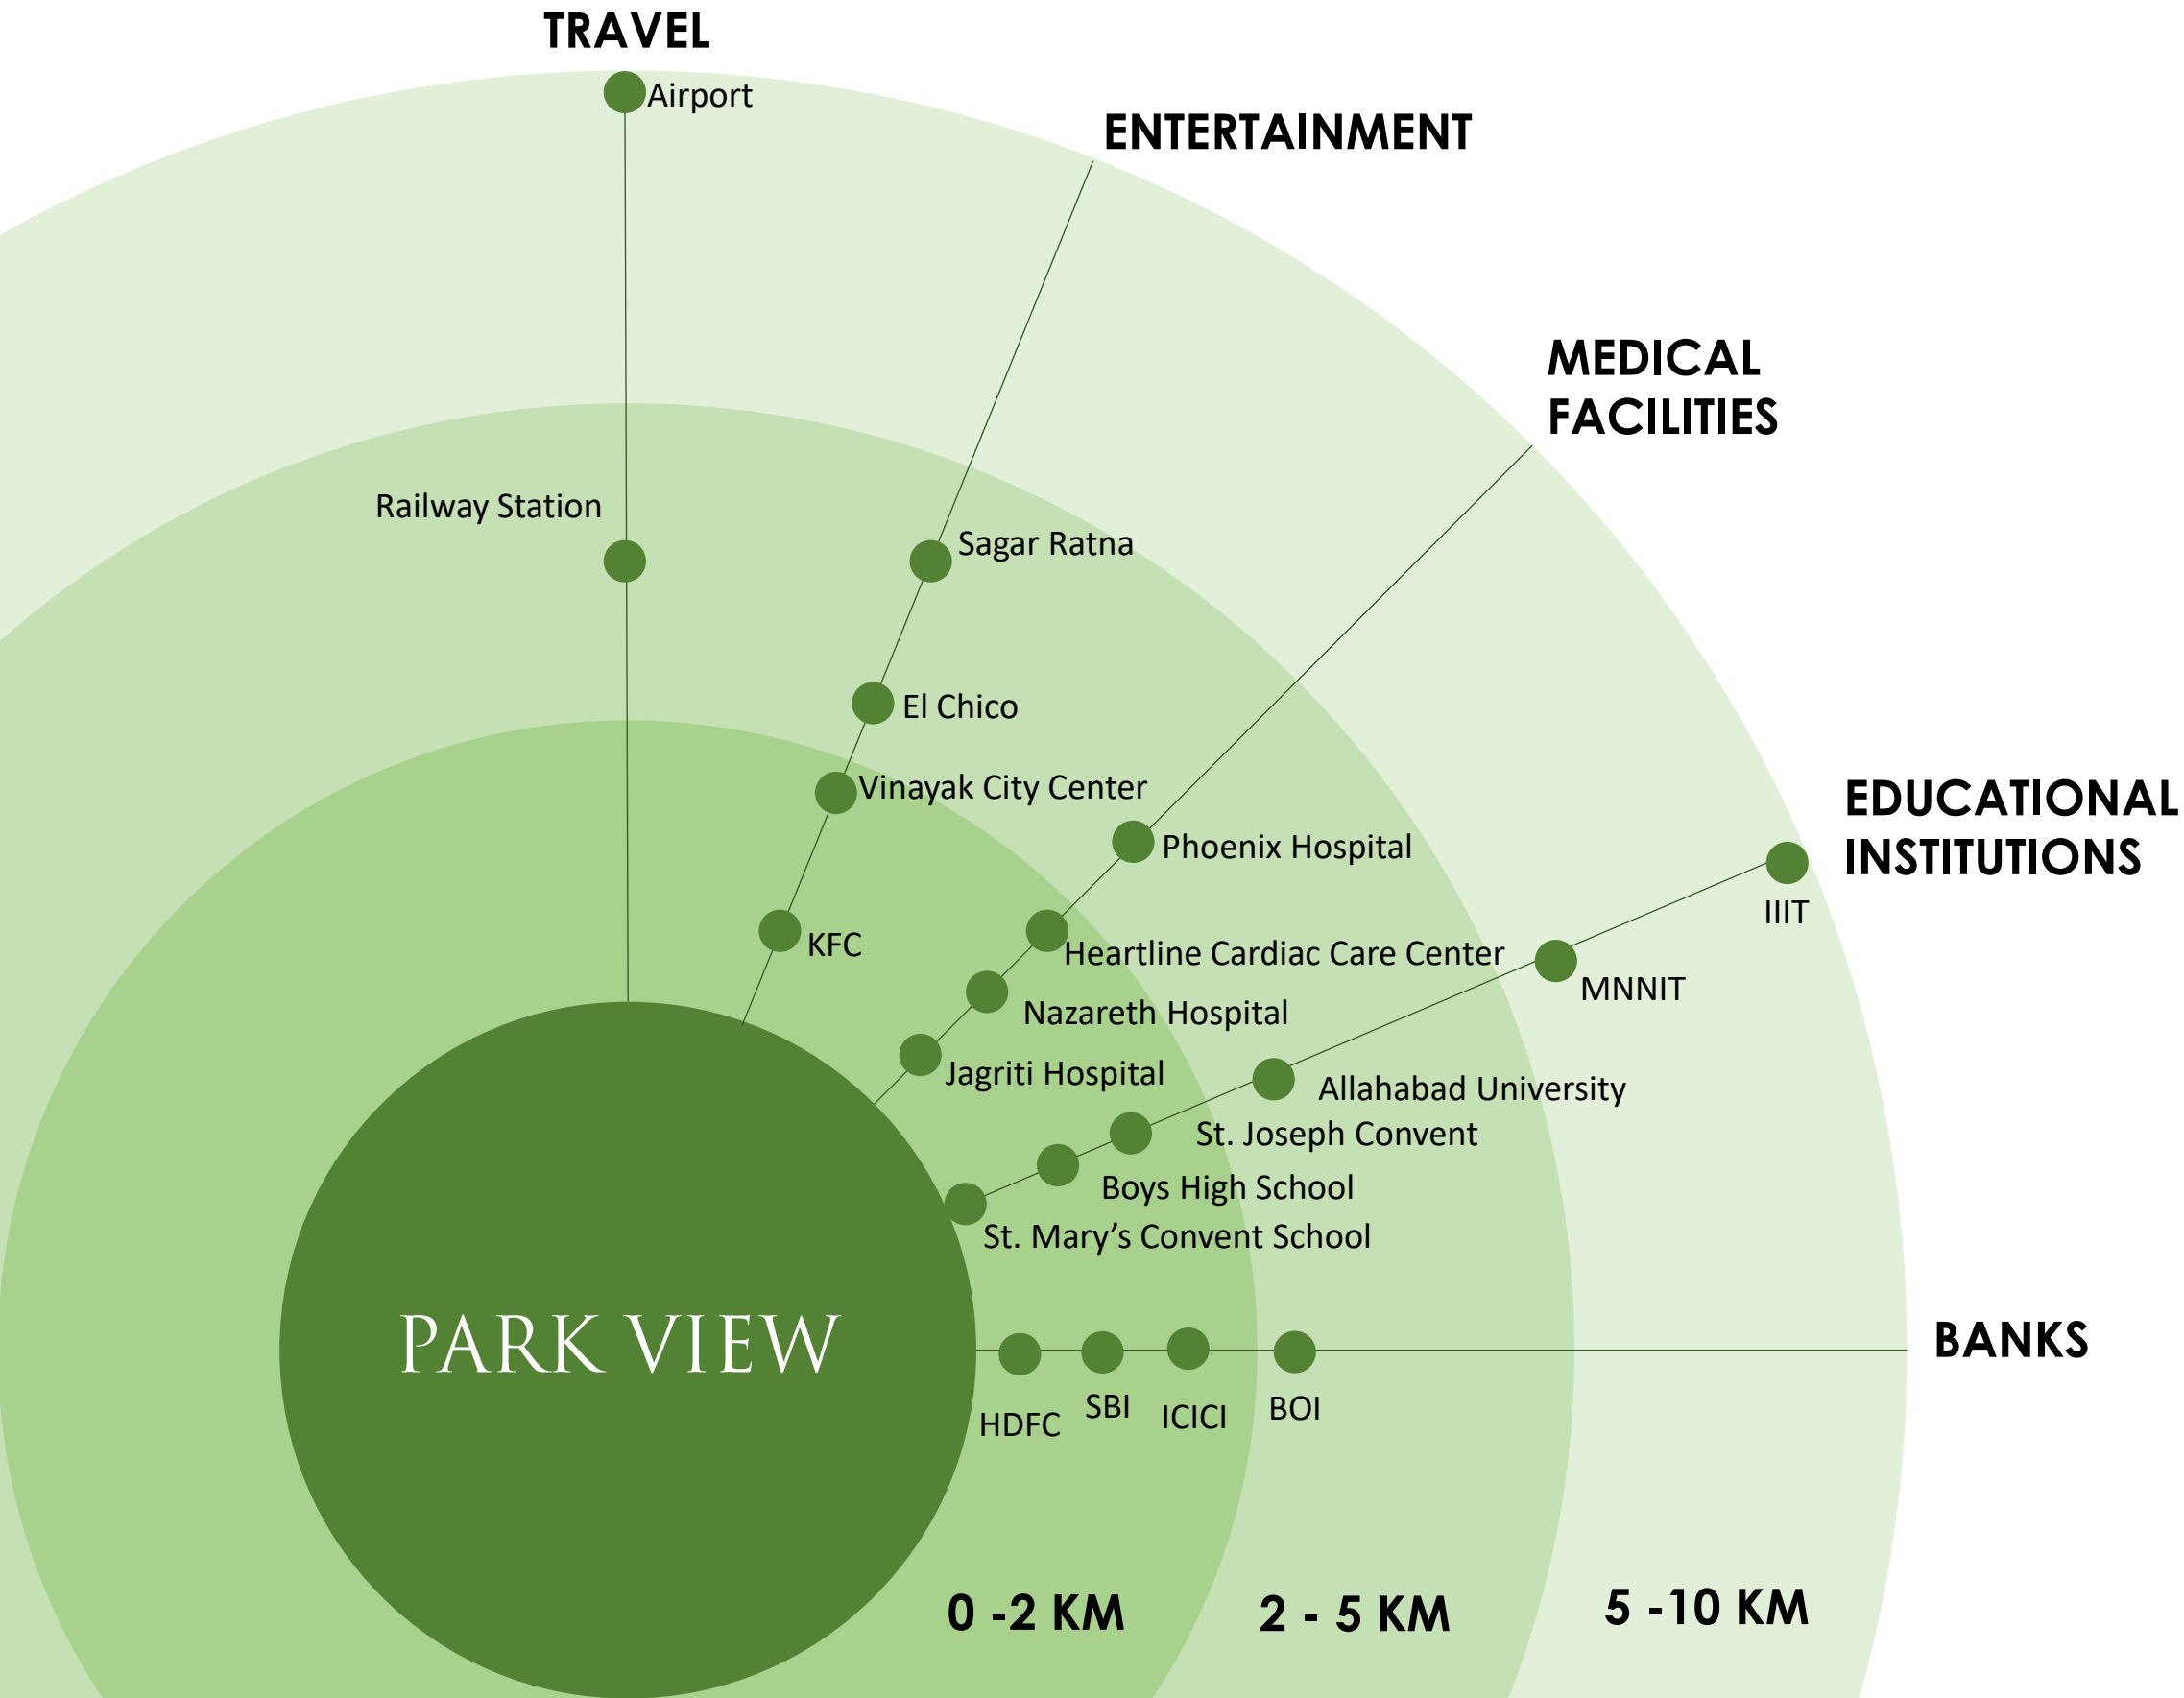 TRAVEL
Airport
ENTERTAINMENT
MEDICAL
FACILITIES
Railway Station
Sagar Ratna
El Chico
Vinayak City Center
EDUCATIONAL
INSTITUTIONS
Phoenix Hospital
IIIT
KFC
Heartline Cardiac Care Center
MNNIT
Nazareth Hospital
Jagriti Hospital
Allahabad University
St. Joseph Convent
Boys High School
St. Mary’s Convent School
PARK VIEW
BANKS
HDFC
SBI
ICICI
BOI
0 -2 KM
2 - 5 KM
5 -10 KM